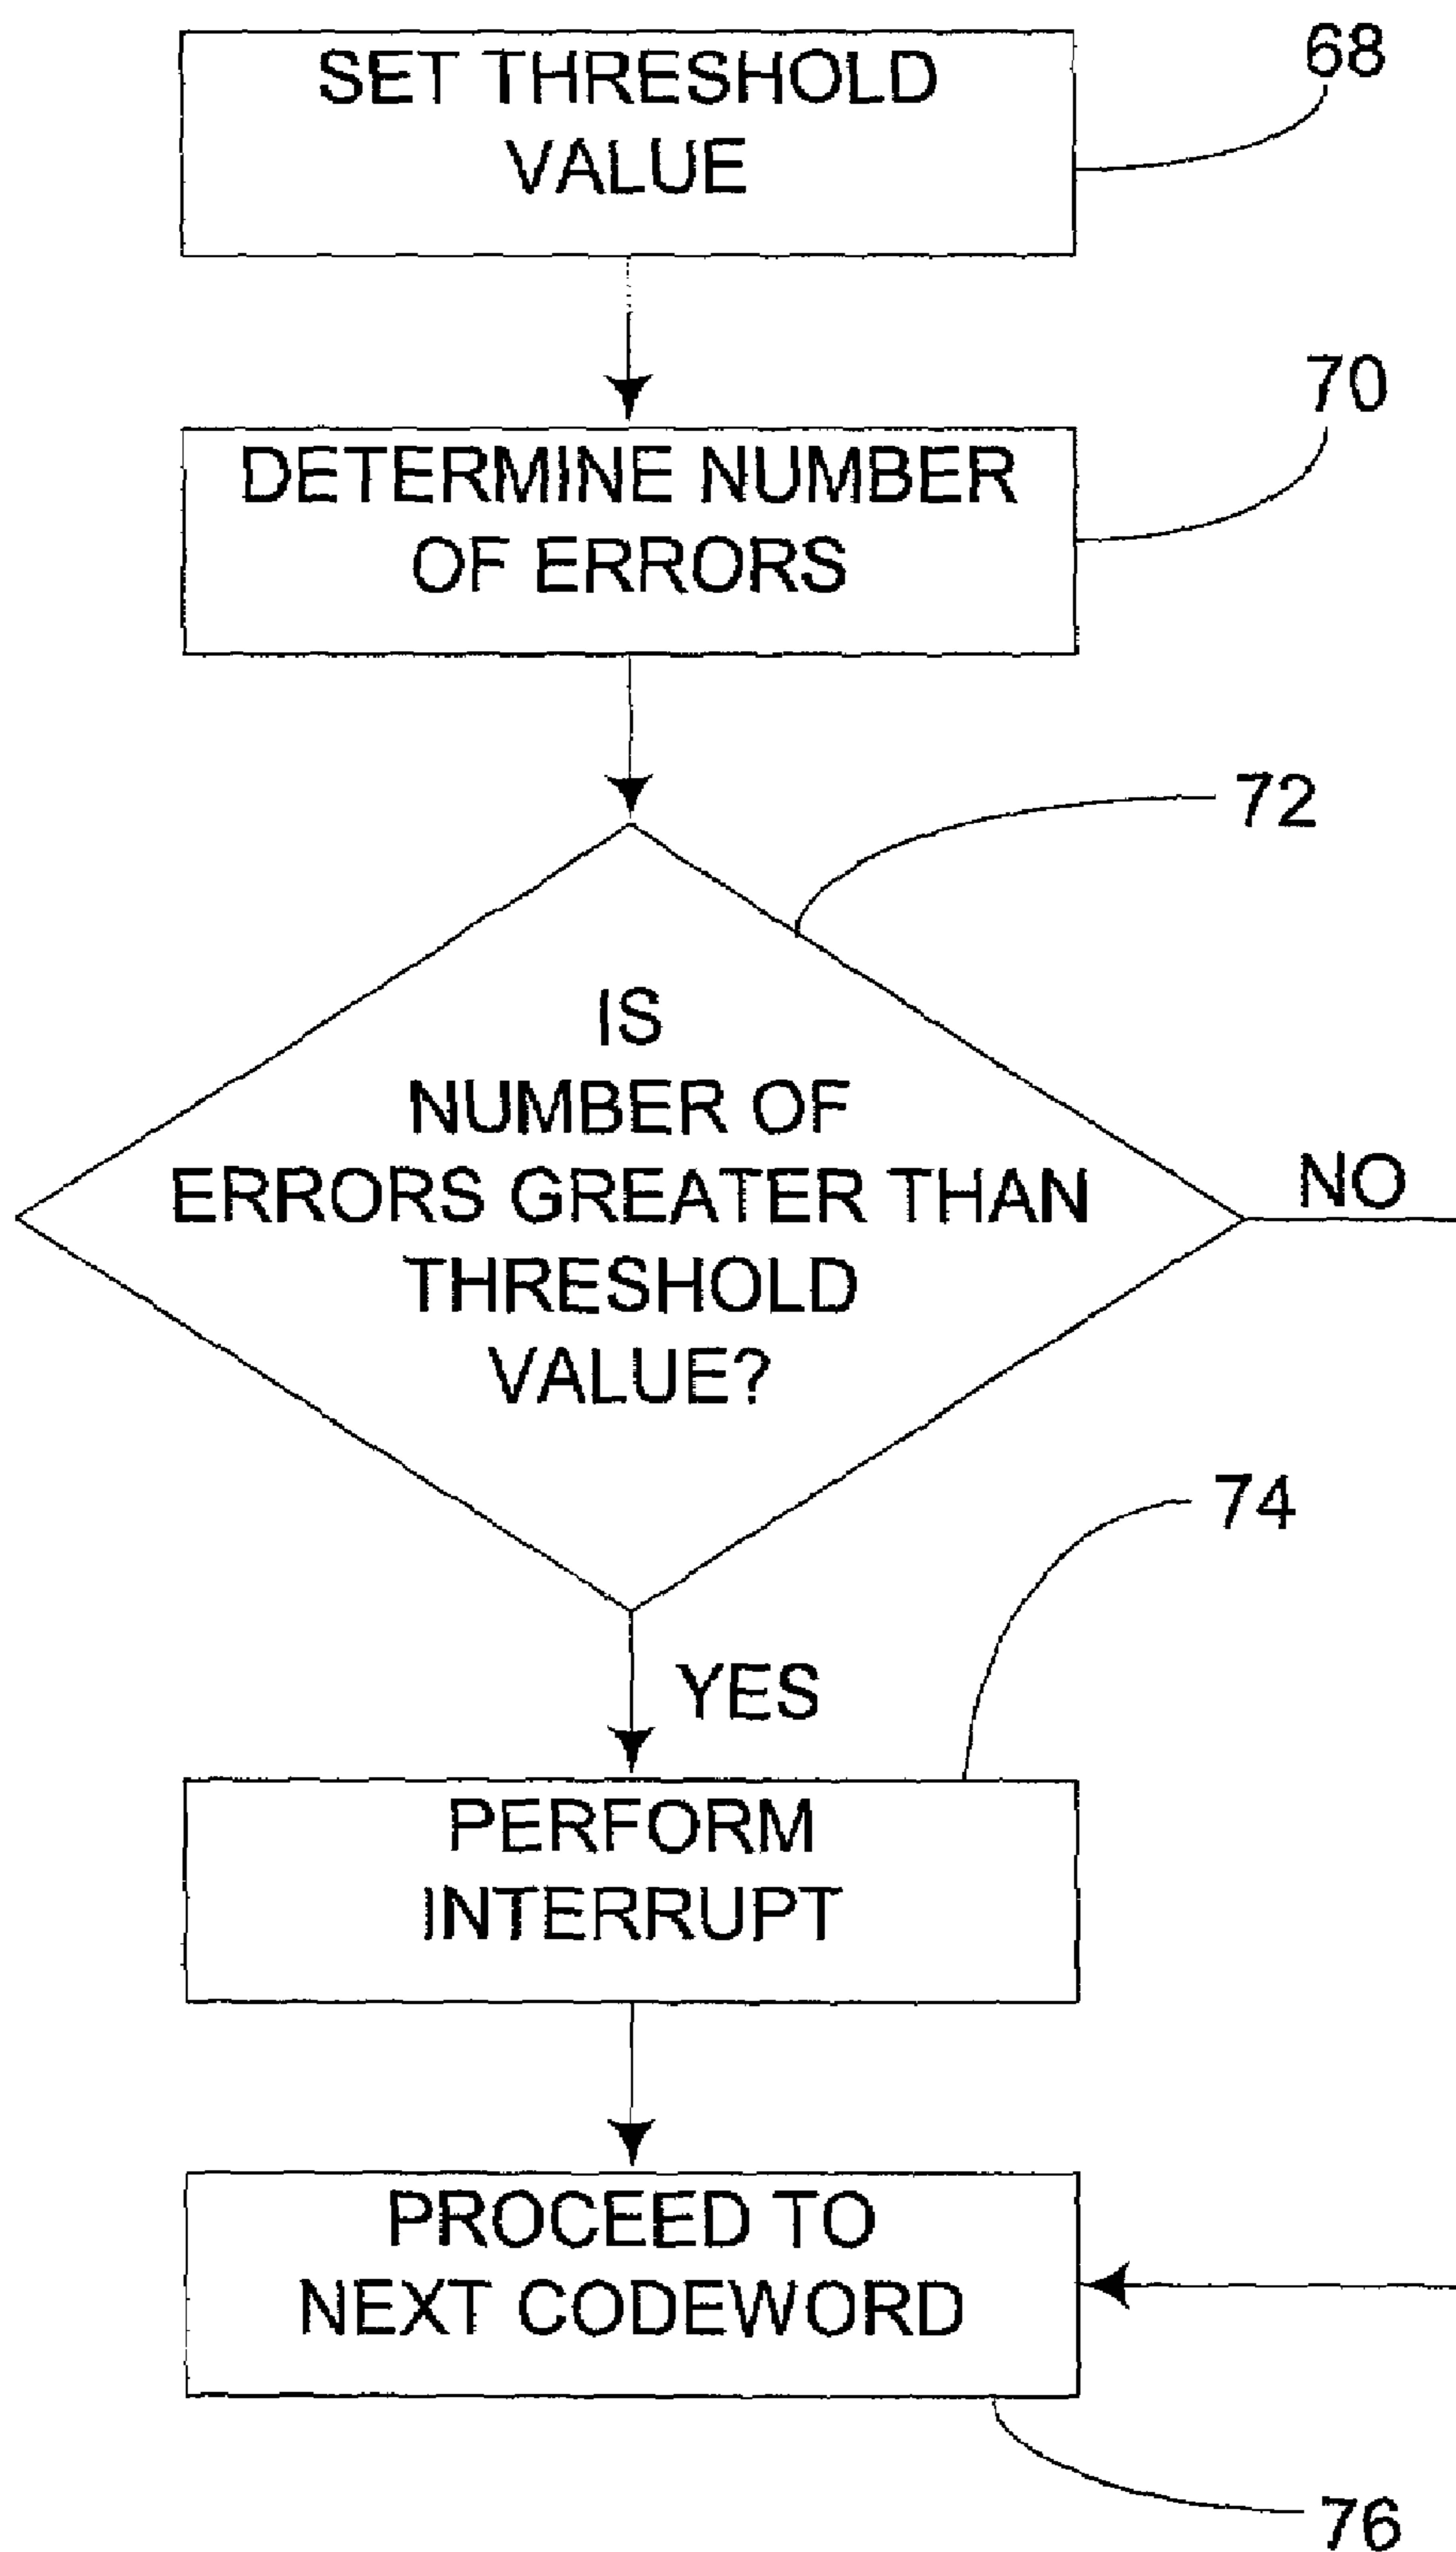 SET THRESHOLD
VALUE
68
DETERMINE NUMBER
OF ERRORS
70
72
IS
NUMBER OF
ERRORS GREATER THAN
THRESHOLD
VALUE?
NO
YES
74
PERFORM
INTERRUPT
PROCEED TO
NEXT CODEWORD
76